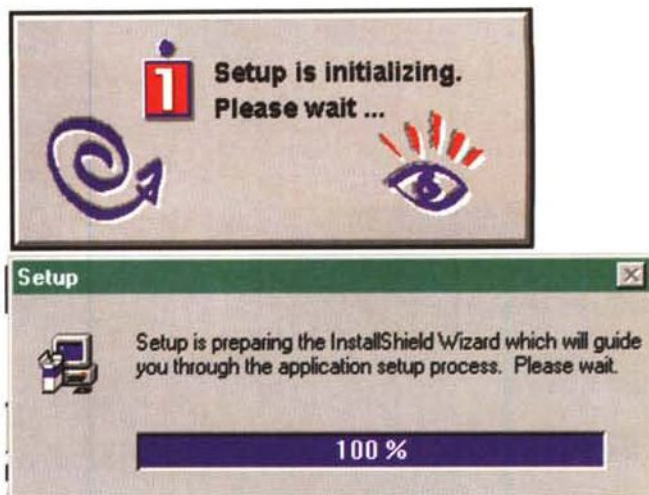 1
Setup is initializing.
Please wait ...
Setup
Setup is preparing the InstallShield Wizard which will guide
you through the application setup process. Please wait.
100 %